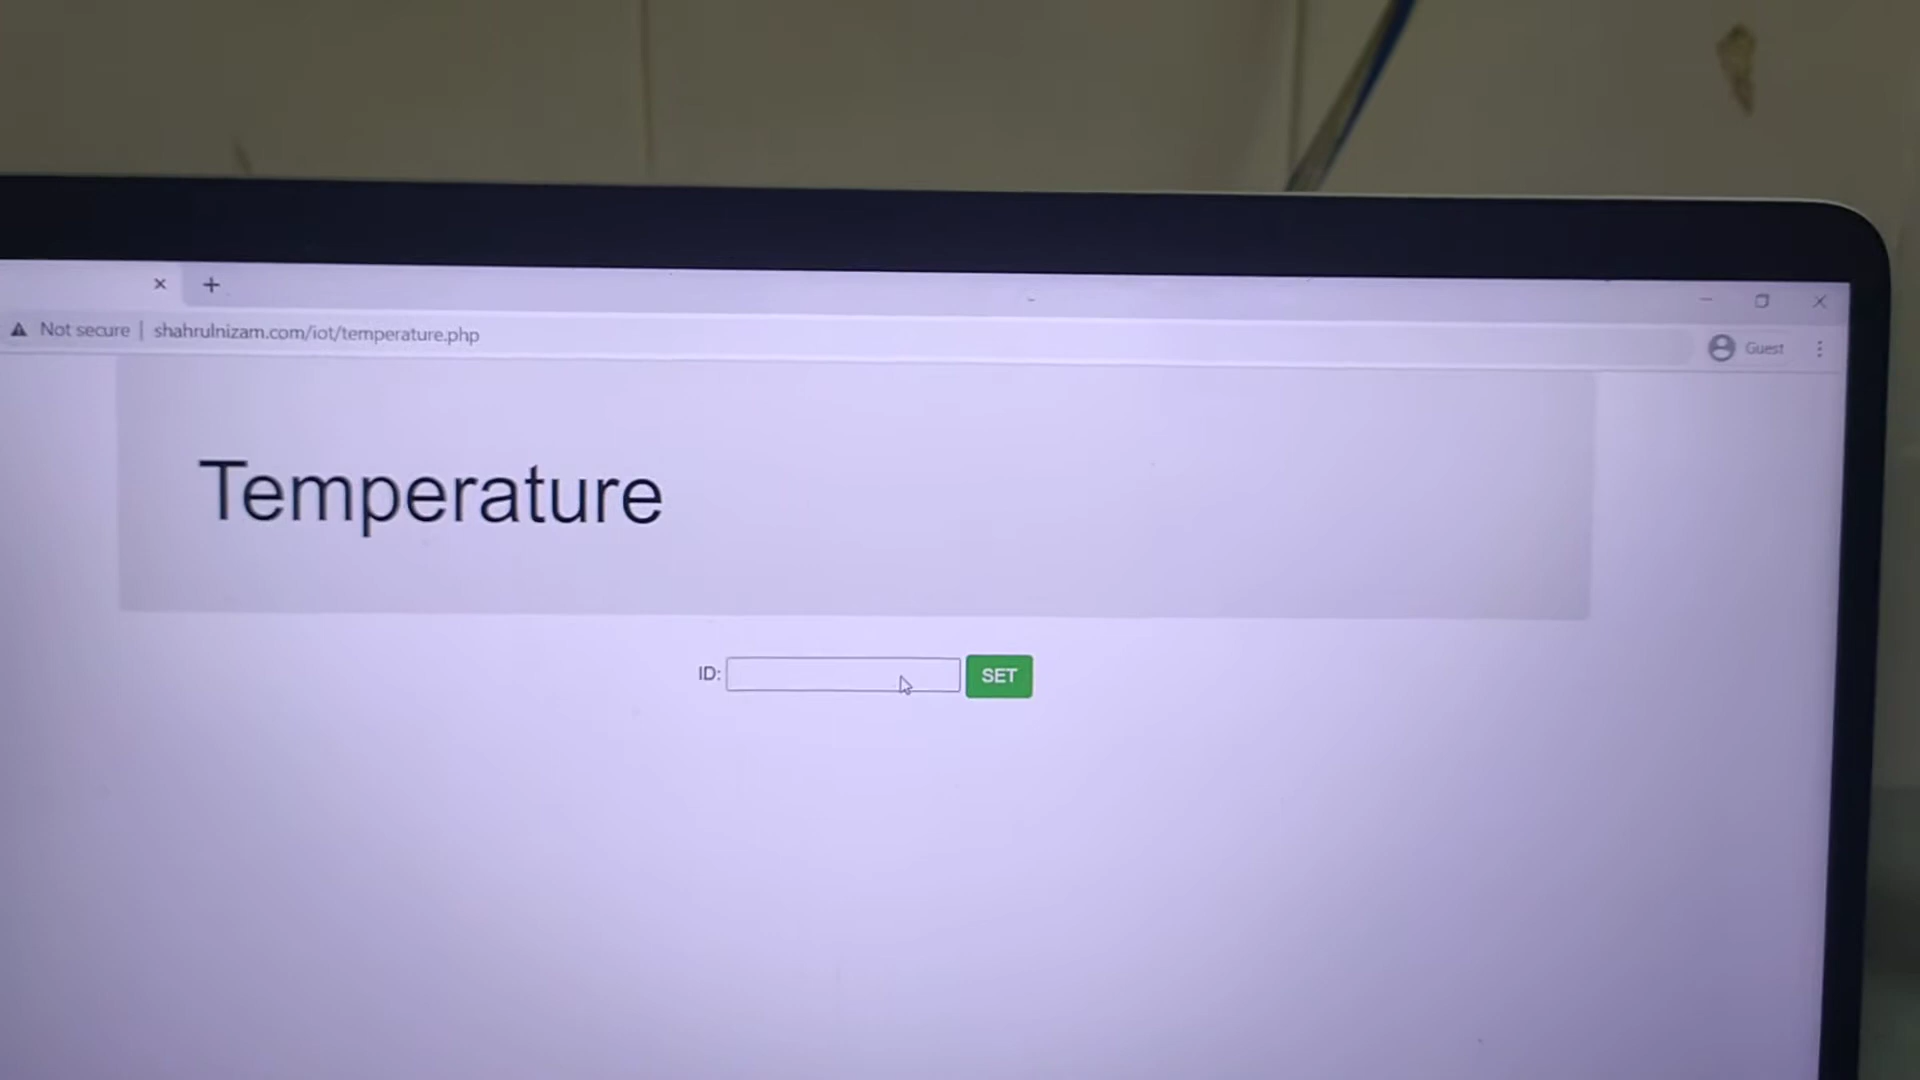 Not secure | shahrulnizam.com/iot/temperature.php
Guest
Temperature
ID:
SET